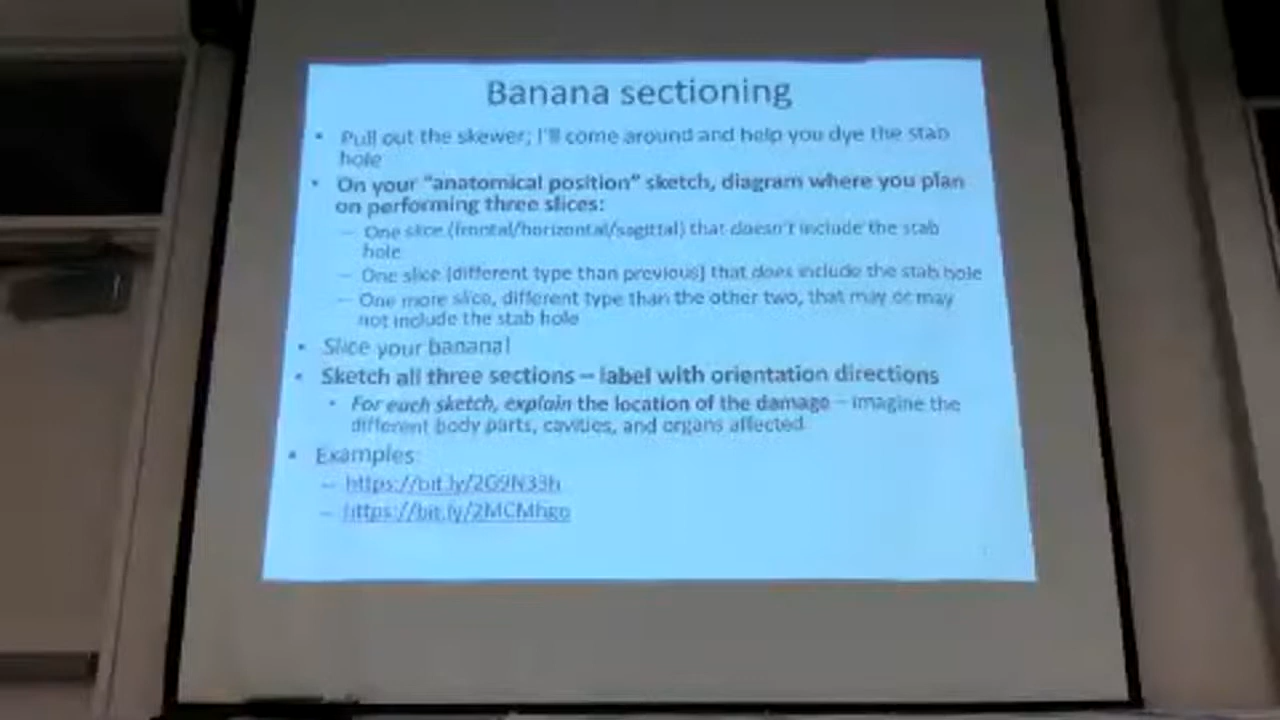 Banana sectioning
• Pull out the skewer; I'll come around and help you dye the stab
hole
• On your "anatomical position" sketch, diagram where you plan
on performing three slices:
– One slice (frontal/horizontal/sagittal) that doesn't include the stab
hole
– One slice (different type than previous) that does include the stab hole
– One more slice, different type than the other two, that may or may
not include the stab hole
• Slice your banana!
• Sketch all three sections – label with orientation directions
• For each sketch, explain the location of the damage – imagine the
different body parts, cavities, and organs affected
• Examples
– https://bit.ly/2G9N33h
– https://bit.ly/2MCMhgo